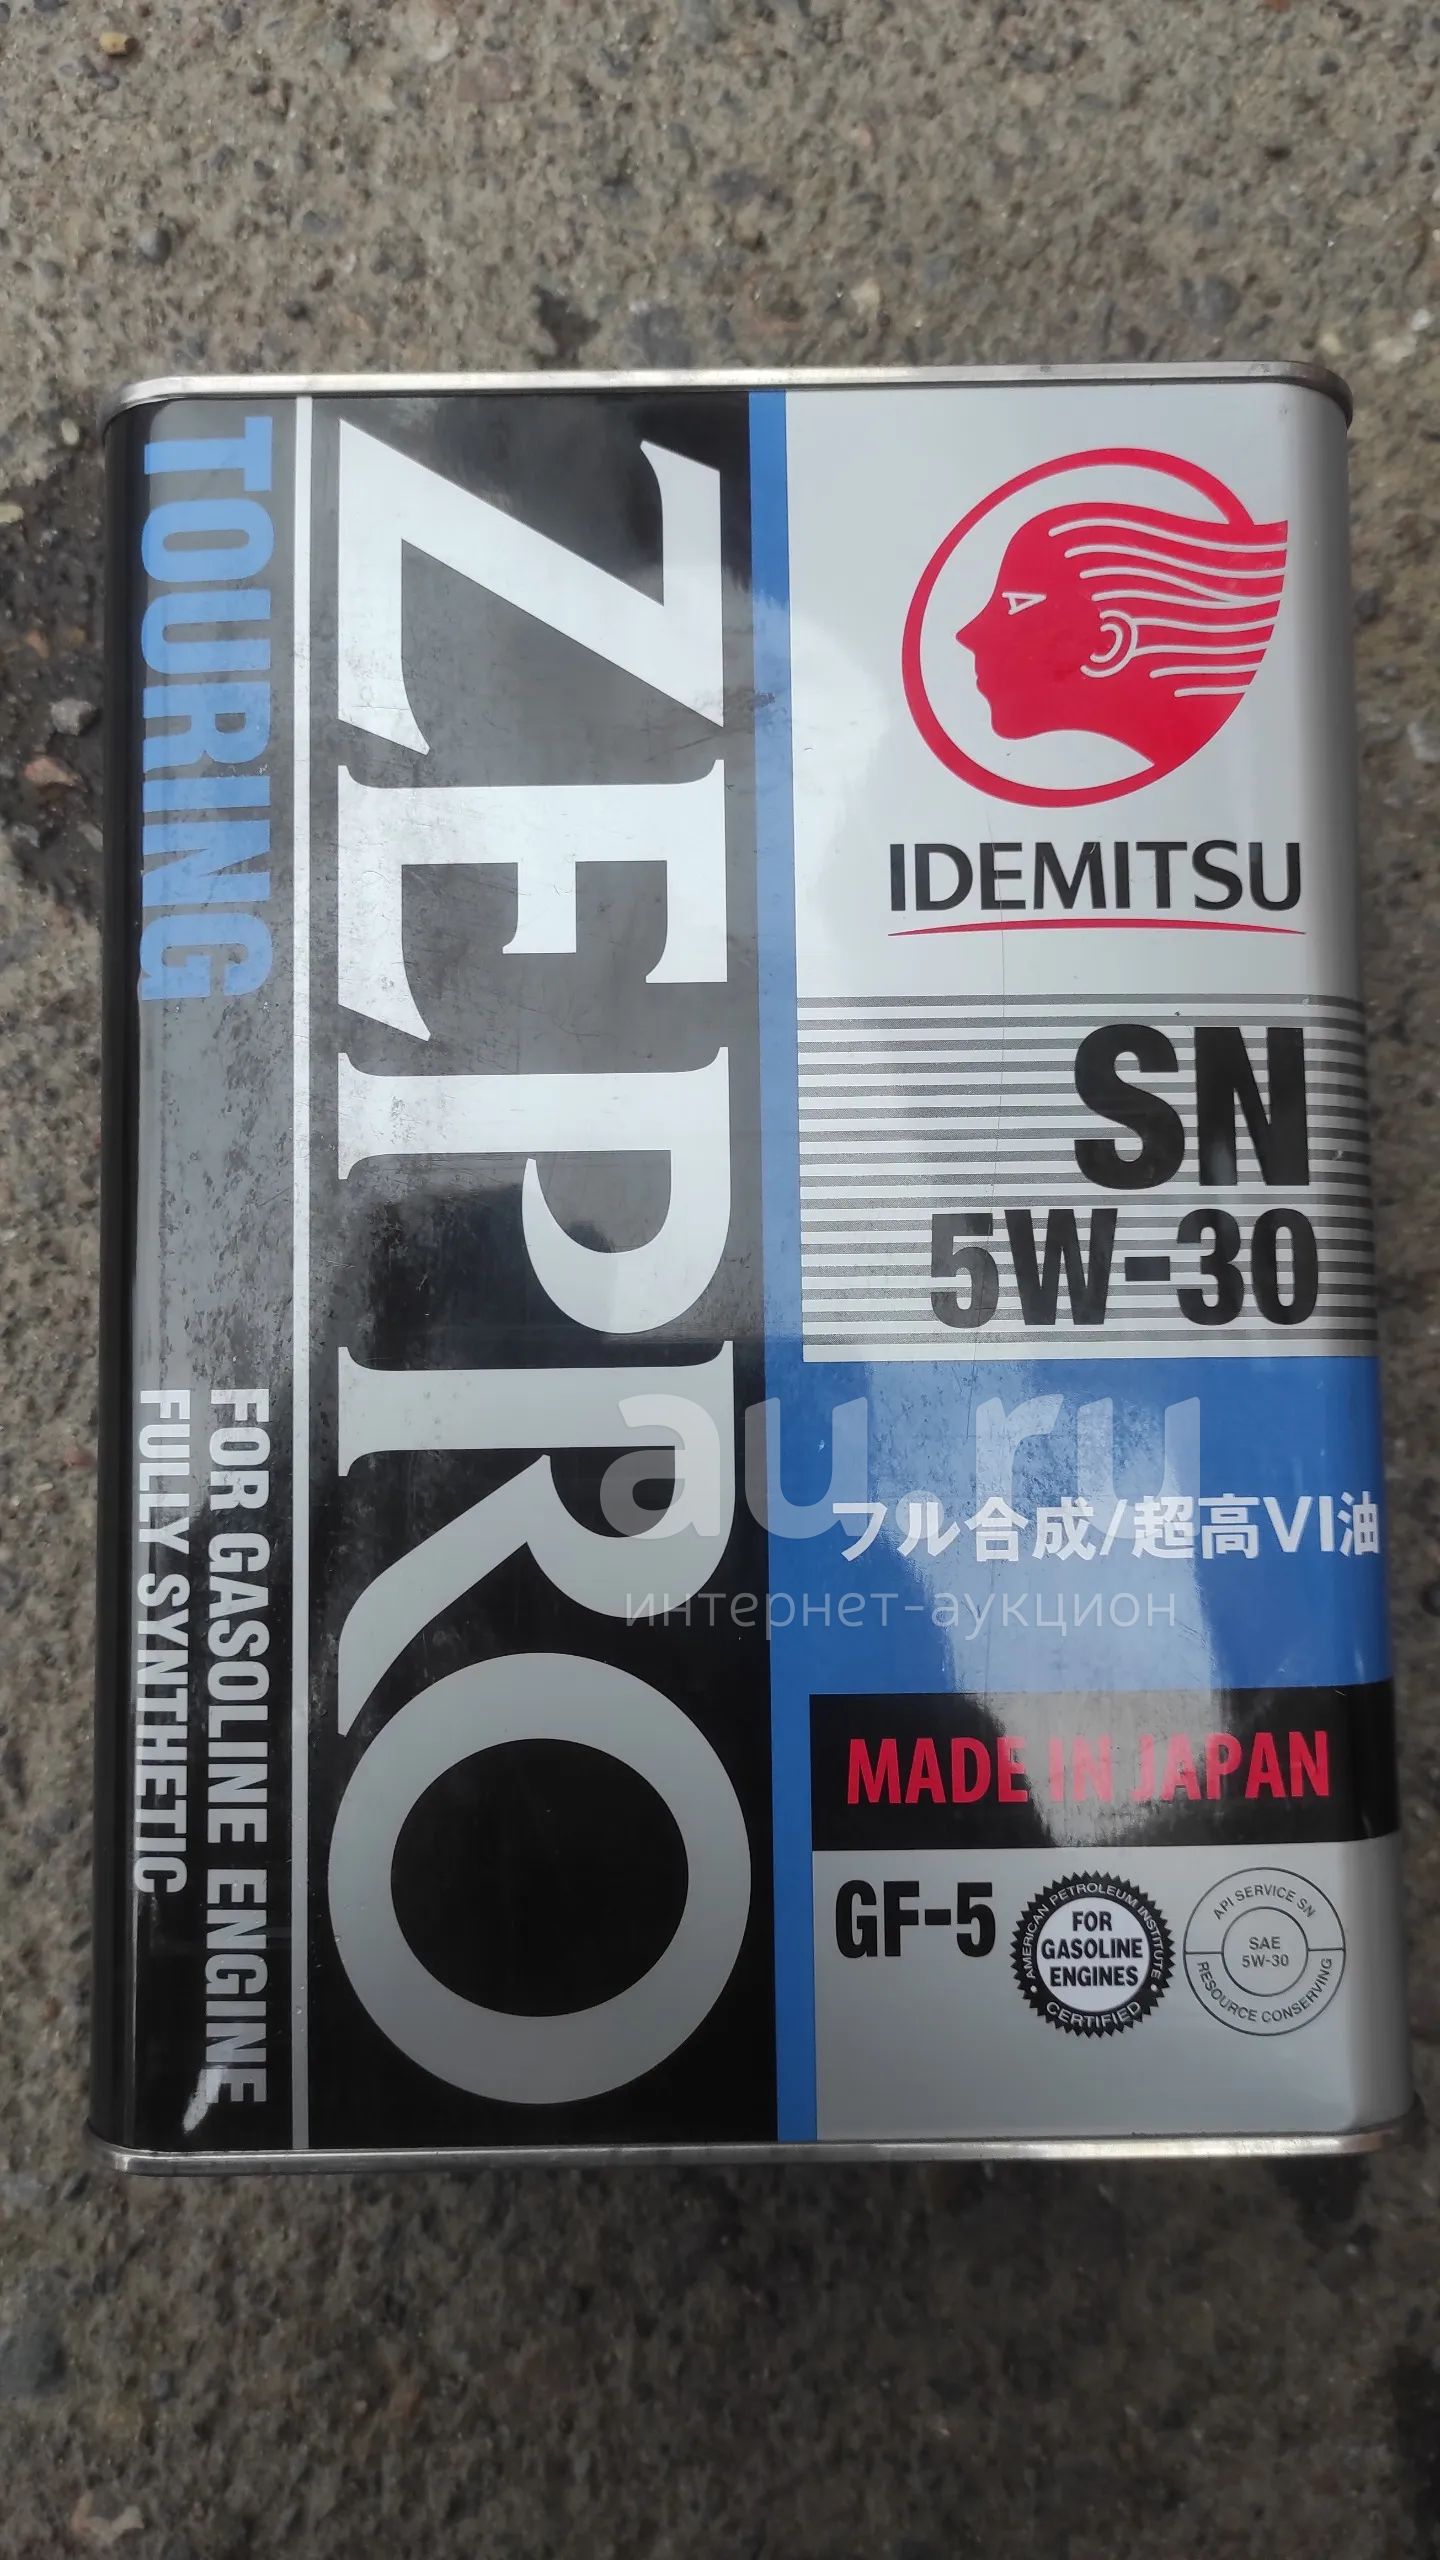 IDEMITSU
SN
5W-30
フル合成/超高VI油
MADE IN JAPAN
GF-5
AMERICAN PETROLEUM INSTITUTE
FOR
GASOLINE
ENGINES
CERTIFIED
API SERVICE SN
SAE
5W-30
RESOURCE CONSERVING
ZEPRO
TOURING
FOR GASOLINE ENGINE
FULLY SYNTHETIC
au.ru
интернет-аукцион